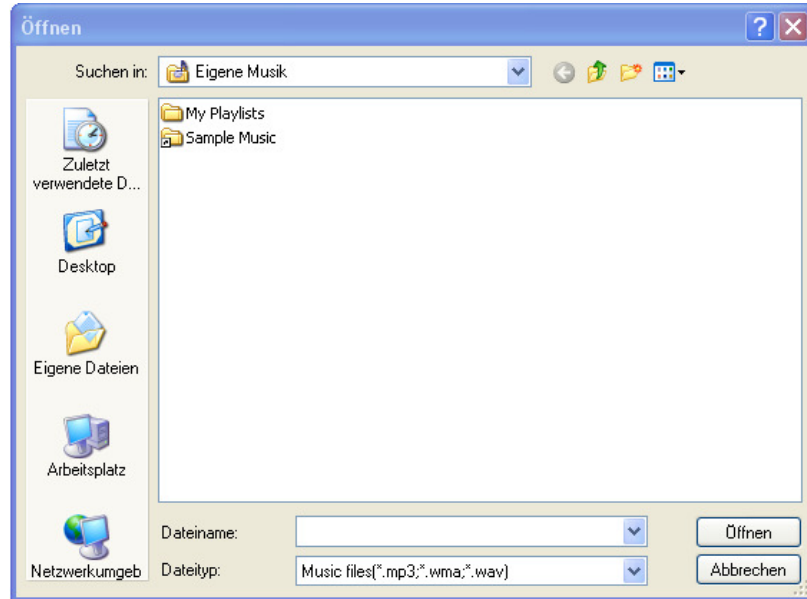 Öffnen
Suchen in:
Eigene Musik
My Playlists
Sample Music
Zuletzt
verwendete D...
Desktop
Eigene Dateien
Arbeitsplatz
Netzwerkumgeb
Dateiname:
Öffnen
Dateityp:
Music files(*.mp3;*.wma;*.wav)
Abbrechen